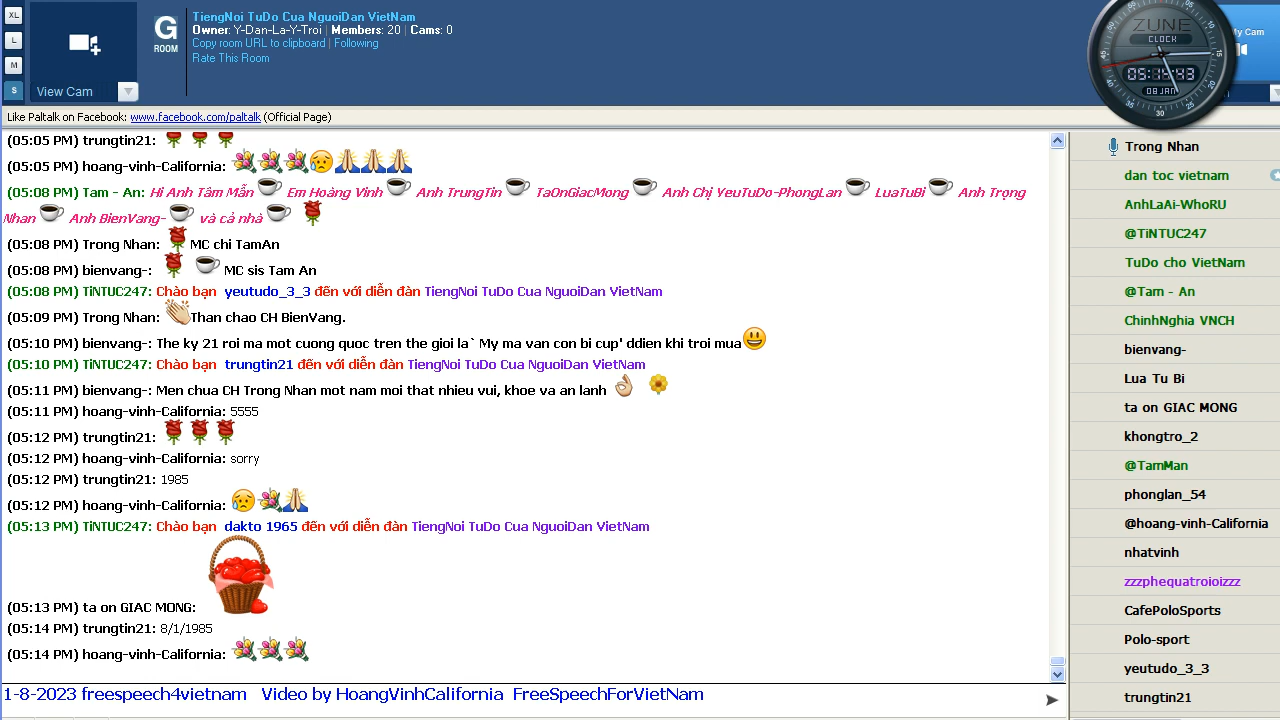 XL
L
M
S
View Cam
G
ROOM
TiengNoi TuDo Cua NguoiDan VietNam
Owner: Y-Dan-La-Y-Troi | Members: 20 | Cams: 0
Copy room URL to clipboard | Following
Rate This Room
ZUNE
CLOCK
08 JAN
My Cam
Like Paltalk on Facebook: www.facebook.com/paltalk (Official Page)
(05:05 PM) trungtin21:
(05:05 PM) hoang-vinh-California:
(05:08 PM) Tam - An: Hi Anh Tâm Mẫn Em Hoàng Vinh Anh TrungTin TaOnGiacMong Anh Chị YeuTuDo-PhongLan LuaTuBi Anh Trọng
Nhan Anh BienVang- và cả nhà
(05:08 PM) Trong Nhan: MC chi TamAn
(05:08 PM) bienvang-: MC sis Tam An
(05:08 PM) TiNTUC247: Chào bạn yeutudo_3_3 đến với diễn đàn TiengNoi TuDo Cua NguoiDan VietNam
(05:09 PM) Trong Nhan: Than chao CH BienVang.
(05:10 PM) bienvang-: The ky 21 roi ma mot cuong quoc tren the gioi la` My ma van con bi cup' ddien khi troi mua
(05:10 PM) TiNTUC247: Chào bạn trungtin21 đến với diễn đàn TiengNoi TuDo Cua NguoiDan VietNam
(05:11 PM) bienvang-: Men chua CH Trong Nhan mot nam moi that nhieu vui, khoe va an lanh
(05:11 PM) hoang-vinh-California: 5555
(05:12 PM) trungtin21:
(05:12 PM) hoang-vinh-California: sorry
(05:12 PM) trungtin21: 1985
(05:12 PM) hoang-vinh-California:
(05:13 PM) TiNTUC247: Chào bạn dakto 1965 đến với diễn đàn TiengNoi TuDo Cua NguoiDan VietNam
(05:13 PM) ta on GIAC MONG:
(05:14 PM) trungtin21: 8/1/1985
(05:14 PM) hoang-vinh-California:
1-8-2023 freespeech4vietnam Video by HoangVinhCalifornia FreeSpeechForVietNam
Trong Nhan
dan toc vietnam
AnhLaAi-WhoRU
@TiNTUC247
TuDo cho VietNam
@Tam - An
ChinhNghia VNCH
bienvang-
Lua Tu Bi
ta on GIAC MONG
khongtro_2
@TamMan
phonglan_54
@hoang-vinh-California
nhatvinh
zzzphequatroioizzz
CafePoloSports
Polo-sport
yeutudo_3_3
trungtin21